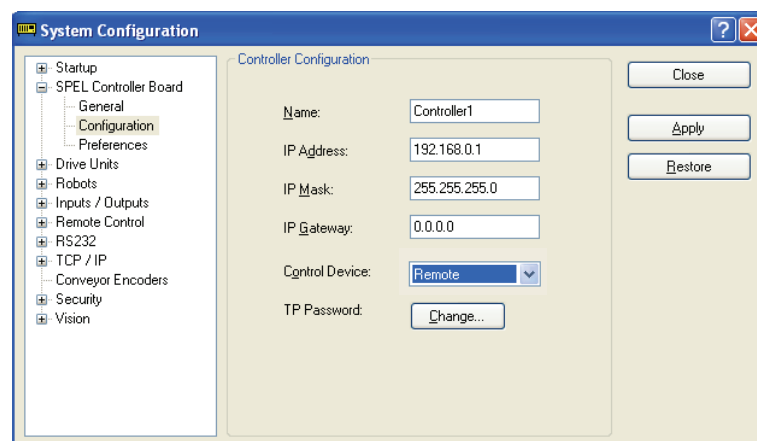 System Configuration
Startup
SPEL Controller Board
General
Configuration
Preferences
Drive Units
Robots
Inputs / Outputs
Remote Control
RS232
TCP / IP
Conveyor Encoders
Security
Vision
Controller Configuration
Name: Controller1
IP Address: 192.168.0.1
IP Mask: 255.255.255.0
IP Gateway: 0.0.0.0
Control Device: Remote
TP Password: Change...
Close
Apply
Restore